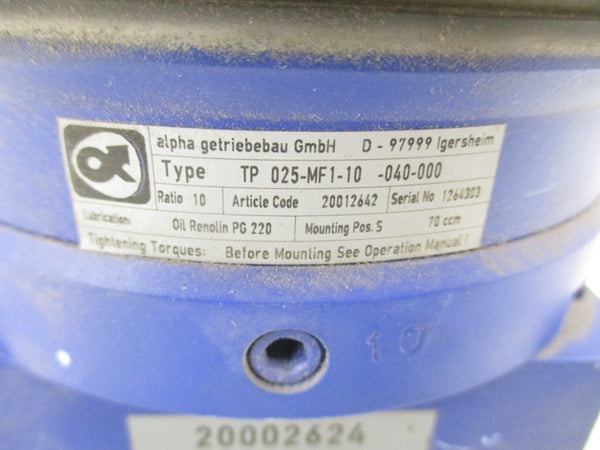 alpha getriebebau GmbH D - 97999 Igersheim
Type TP 025-MF1-10 -040-000
Ratio 10 Article Code 20012642 Serial No 1264303
Lubrication: Oil Renolin PG 220 Mounting Pos. S 70 ccm
Tightening Torques: Before Mounting See Operation Manual !
10
20002624